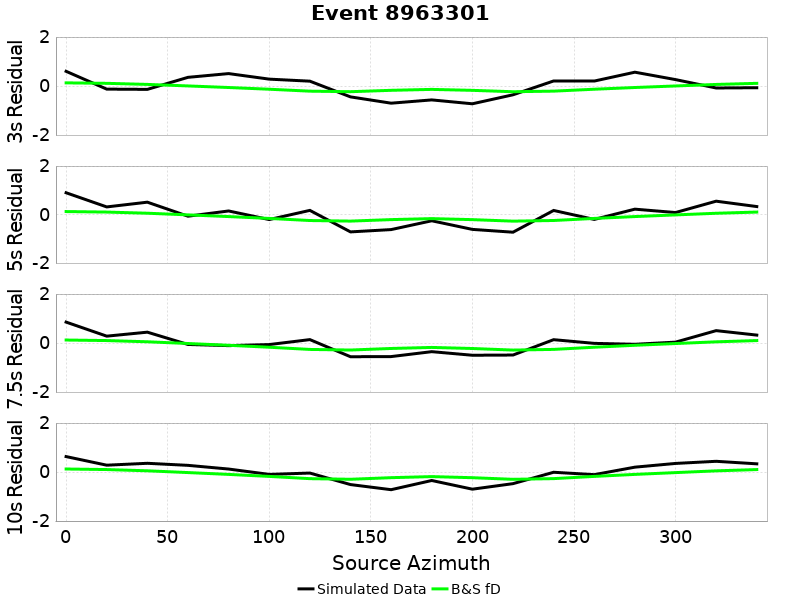 Event 8963301
3s Residual
2
0
-2
5s Residual
2
0
-2
7.5s Residual
2
0
-2
10s Residual
2
0
-2
0 50 100 150 200 250 300
Source Azimuth
Simulated Data B&S fD